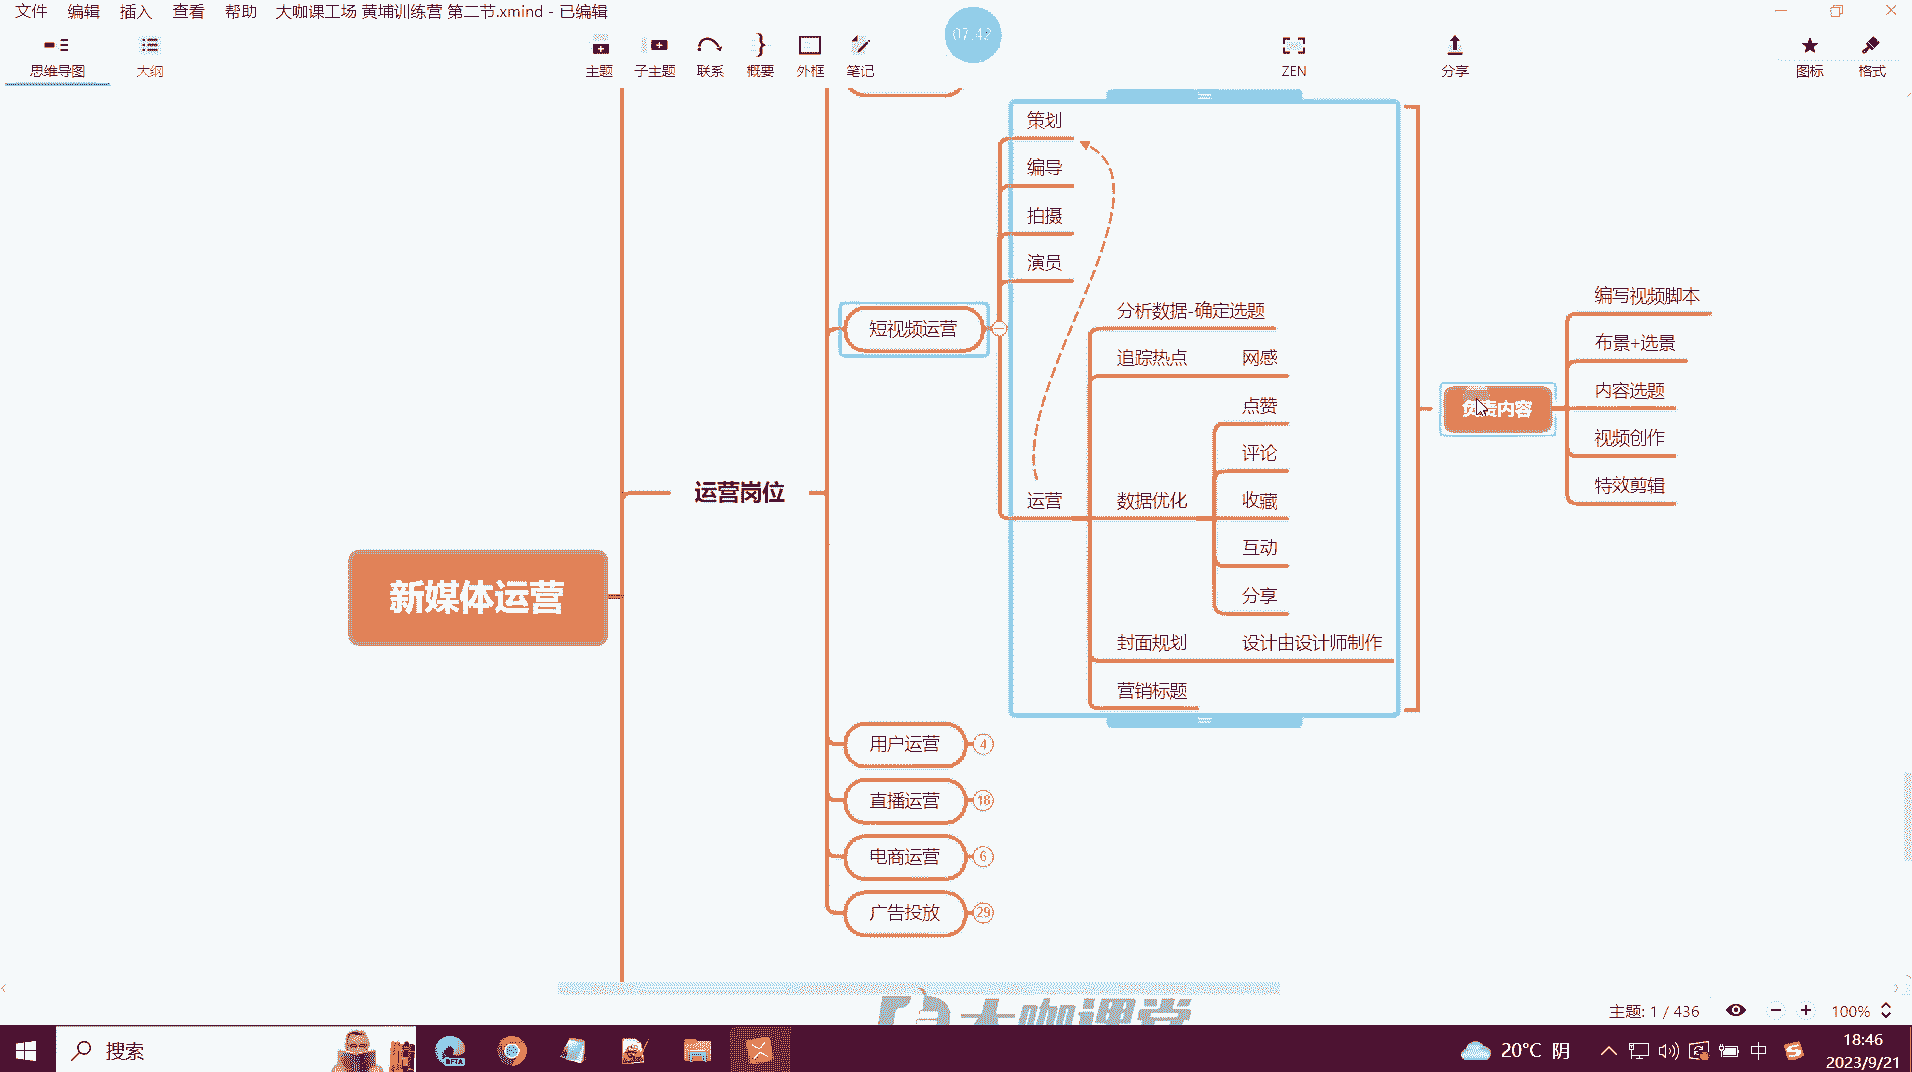 文件 编辑 插入 查看 帮助 大咖课工场 黄埔训练营 第二节.xmind - 已编辑
思维导图 大纲 主题 子主题 联系 概要 外框 笔记 07:42 ZEN 分享 图标 格式
策划
编导
拍摄
演员
短视频运营
分析数据-确定选题
追踪热点 网感
点赞
评论
运营 数据优化 收藏
互动
分享
封面规划 设计由设计师制作
营销标题
负责内容
编写视频脚本
布景+选景
内容选题
视频创作
特效剪辑
运营岗位
新媒体运营
用户运营 4
直播运营 18
电商运营 6
广告投放 29
大咖课堂
主题: 1 / 436 100%
搜索 BETA 20°C 阴 中 18:46
2023/9/21